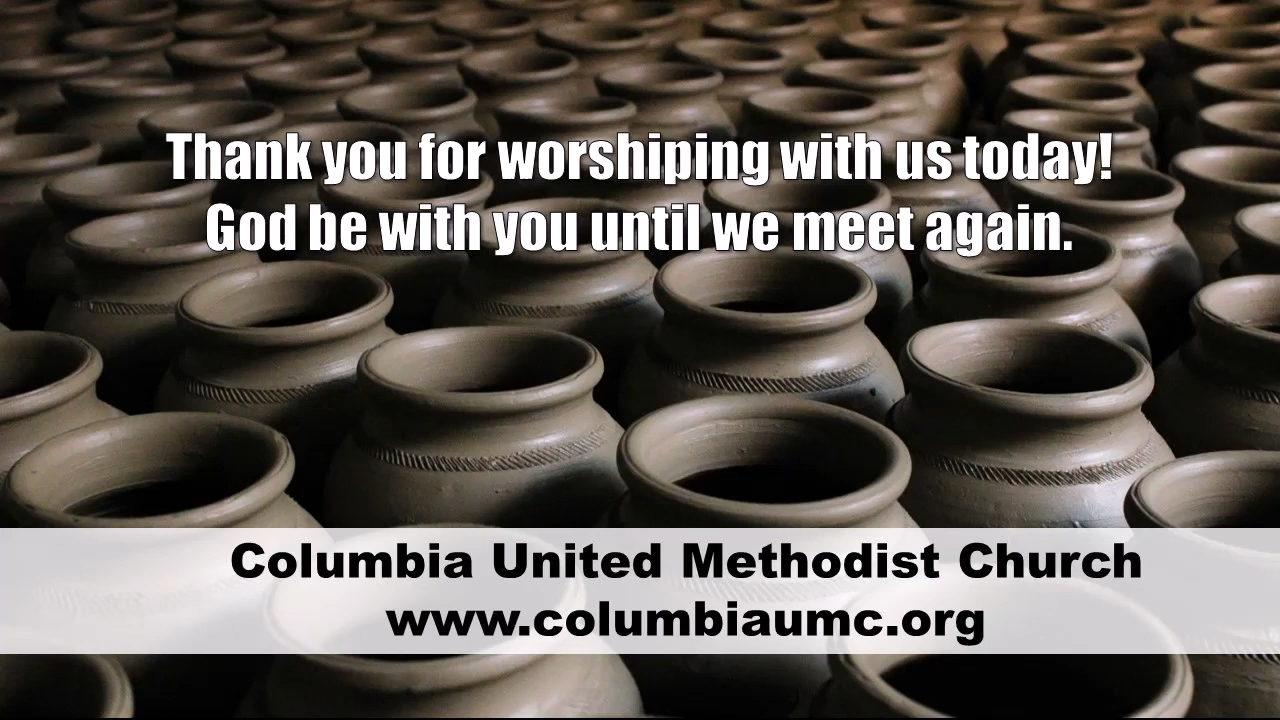 Thank you for worshiping with us today!
God be with you until we meet again.
Columbia United Methodist Church
www.columbiaumc.org